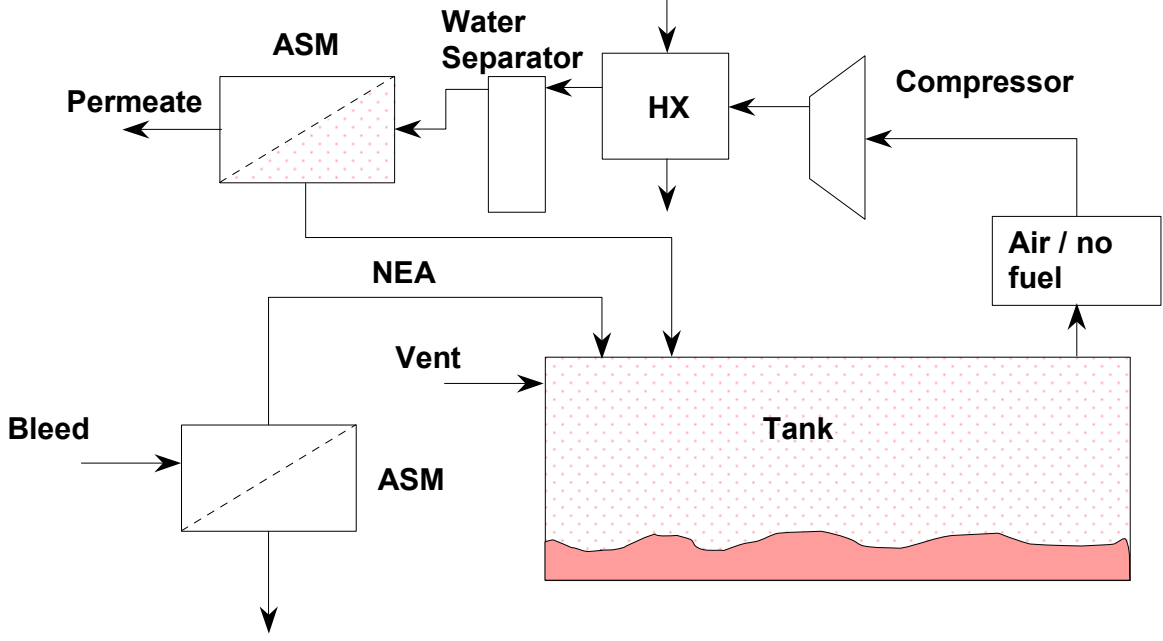 Water
Separator
ASM
Permeate
HX
Compressor
Air / no
fuel
NEA
Vent
Tank
Bleed
ASM